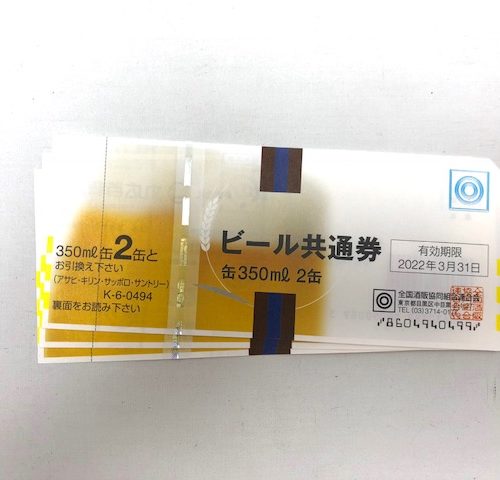 350mℓ缶2缶と
お引換え下さい
(アサヒ・キリン・サッポロ・サントリー)
K-6-0494
裏面をお読み下さい
ビール共通券
缶350mℓ 2缶
有効期限
2022年3月31日
全国酒販協同組合連合会
東京都目黒区中目黒
TEL (03)3714-01
*8604940499*